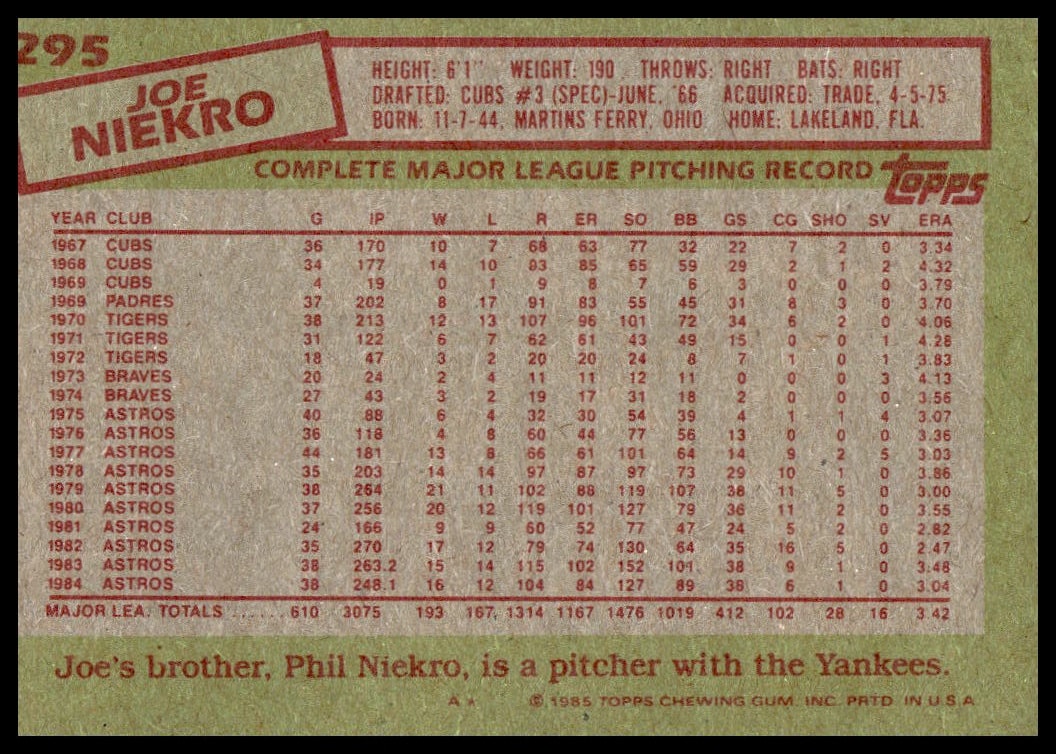 295
JOE
NIEKRO
HEIGHT: 6'1" WEIGHT: 190 THROWS: RIGHT BATS: RIGHT
DRAFTED: CUBS #3 (SPEC)-JUNE, '66 ACQUIRED: TRADE, 4-5-75
BORN: 11-7-44, MARTINS FERRY, OHIO HOME: LAKELAND, FLA.
COMPLETE MAJOR LEAGUE PITCHING RECORD topps
YEAR CLUB G IP W L R ER SO BB GS CG SHO SV ERA
1967 CUBS 36 170 10 7 68 63 77 32 22 7 2 0 3.34
1968 CUBS 34 177 14 10 93 85 65 59 29 2 1 2 4.32
1969 CUBS 4 19 0 1 9 8 7 6 3 0 0 0 3.79
1969 PADRES 37 202 8 17 91 83 55 45 31 8 3 0 3.70
1970 TIGERS 38 213 12 13 107 96 101 72 34 6 2 0 4.06
1971 TIGERS 31 122 6 7 62 61 43 49 15 0 0 1 4.28
1972 TIGERS 18 47 3 2 20 20 24 8 7 1 0 1 3.83
1973 BRAVES 20 24 2 4 11 11 12 11 0 0 0 3 4.13
1974 BRAVES 27 43 3 2 19 17 31 18 2 0 0 0 3.56
1975 ASTROS 40 88 6 4 32 30 54 39 4 1 1 4 3.07
1976 ASTROS 36 118 4 8 60 44 77 56 13 0 0 0 3.36
1977 ASTROS 44 181 13 8 66 61 101 64 14 9 2 5 3.03
1978 ASTROS 35 203 14 14 97 87 97 73 29 10 1 0 3.86
1979 ASTROS 38 264 21 11 102 88 119 107 38 11 5 0 3.00
1980 ASTROS 37 256 20 12 119 101 127 79 36 11 2 0 3.55
1981 ASTROS 24 166 9 9 60 52 77 47 24 5 2 0 2.82
1982 ASTROS 35 270 17 12 79 74 130 64 35 16 5 0 2.47
1983 ASTROS 38 263.2 15 14 115 102 152 101 38 9 1 0 3.48
1984 ASTROS 38 248.1 16 12 104 84 127 89 38 6 1 0 3.04
MAJOR LEA. TOTALS ...... 610 3075 193 167 1314 1167 1476 1019 412 102 28 16 3.42
Joe's brother, Phil Niekro, is a pitcher with the Yankees.
A* © 1985 TOPPS CHEWING GUM, INC. PRTD. IN U.S.A.